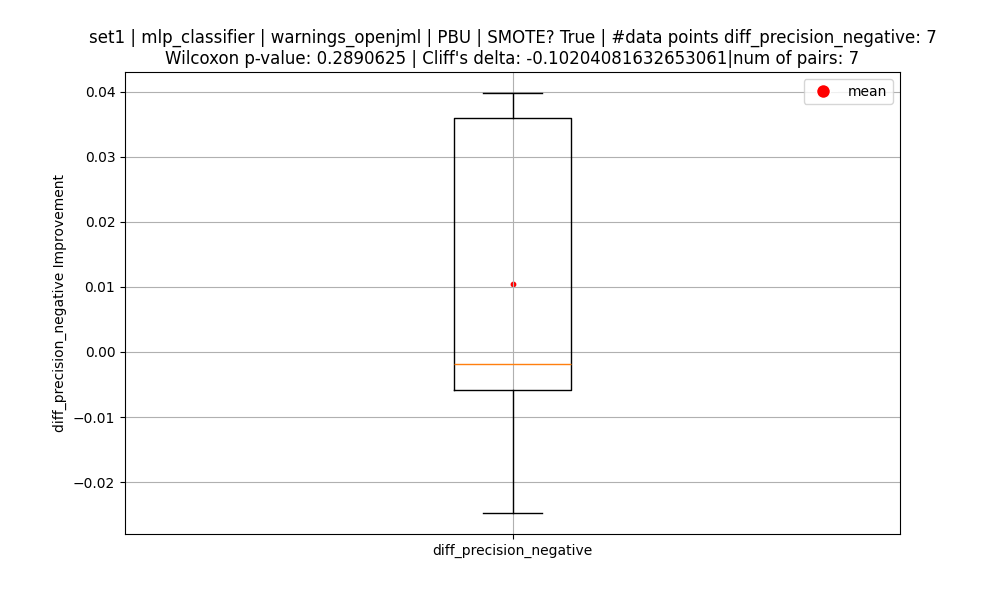 set1 | mlp_classifier | warnings_openjml | PBU | SMOTE? True | #data points diff_precision_negative: 7
Wilcoxon p-value: 0.2890625 | Cliff's delta: -0.10204081632653061|num of pairs: 7
mean
0.04
0.03
0.02
0.01
0.00
−0.01
−0.02
diff_precision_negative Improvement
diff_precision_negative